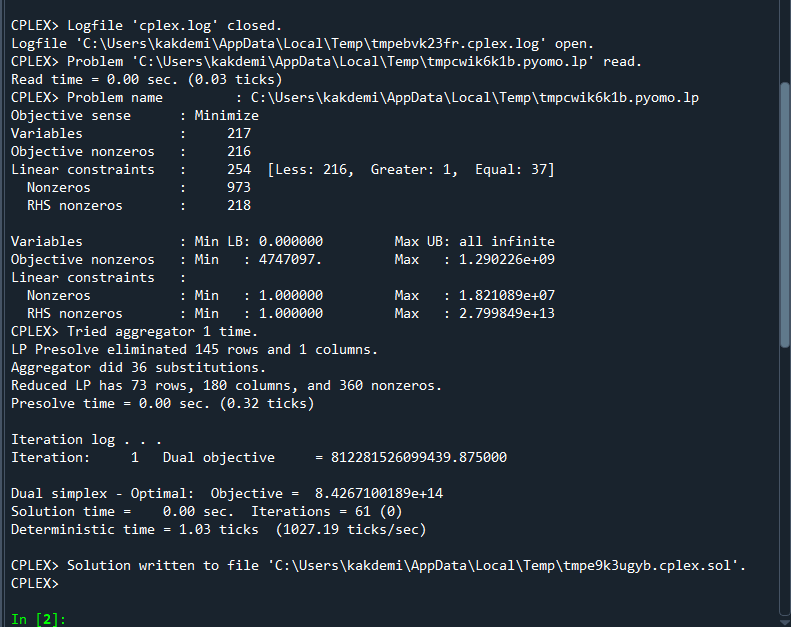 CPLEX> Logfile 'cplex.log' closed.
Logfile 'C:\Users\kakdemi\AppData\Local\Temp\tmpebvk23fr.cplex.log' open.
CPLEX> Problem 'C:\Users\kakdemi\AppData\Local\Temp\tmpcwik6k1b.pyomo.lp' read.
Read time = 0.00 sec. (0.03 ticks)
CPLEX> Problem name         : C:\Users\kakdemi\AppData\Local\Temp\tmpcwik6k1b.pyomo.lp
Objective sense      : Minimize
Variables            :     217
Objective nonzeros   :     216
Linear constraints   :     254  [Less: 216,  Greater: 1,  Equal: 37]
  Nonzeros           :     973
  RHS nonzeros       :     218
Variables            : Min LB: 0.000000         Max UB: all infinite
Objective nonzeros   : Min   : 4747097.         Max   : 1.290226e+09
Linear constraints   :
  Nonzeros           : Min   : 1.000000         Max   : 1.821089e+07
  RHS nonzeros       : Min   : 1.000000         Max   : 2.799849e+13
CPLEX> Tried aggregator 1 time.
LP Presolve eliminated 145 rows and 1 columns.
Aggregator did 36 substitutions.
Reduced LP has 73 rows, 180 columns, and 360 nonzeros.
Presolve time = 0.00 sec. (0.32 ticks)
Iteration log . . .
Iteration:     1   Dual objective     = 812281526099439.875000
Dual simplex - Optimal:  Objective =  8.4267100189e+14
Solution time =    0.00 sec.  Iterations = 61 (0)
Deterministic time = 1.03 ticks  (1027.19 ticks/sec)
CPLEX> Solution written to file 'C:\Users\kakdemi\AppData\Local\Temp\tmpe9k3ugyb.cplex.sol'.
CPLEX>
In [2]: